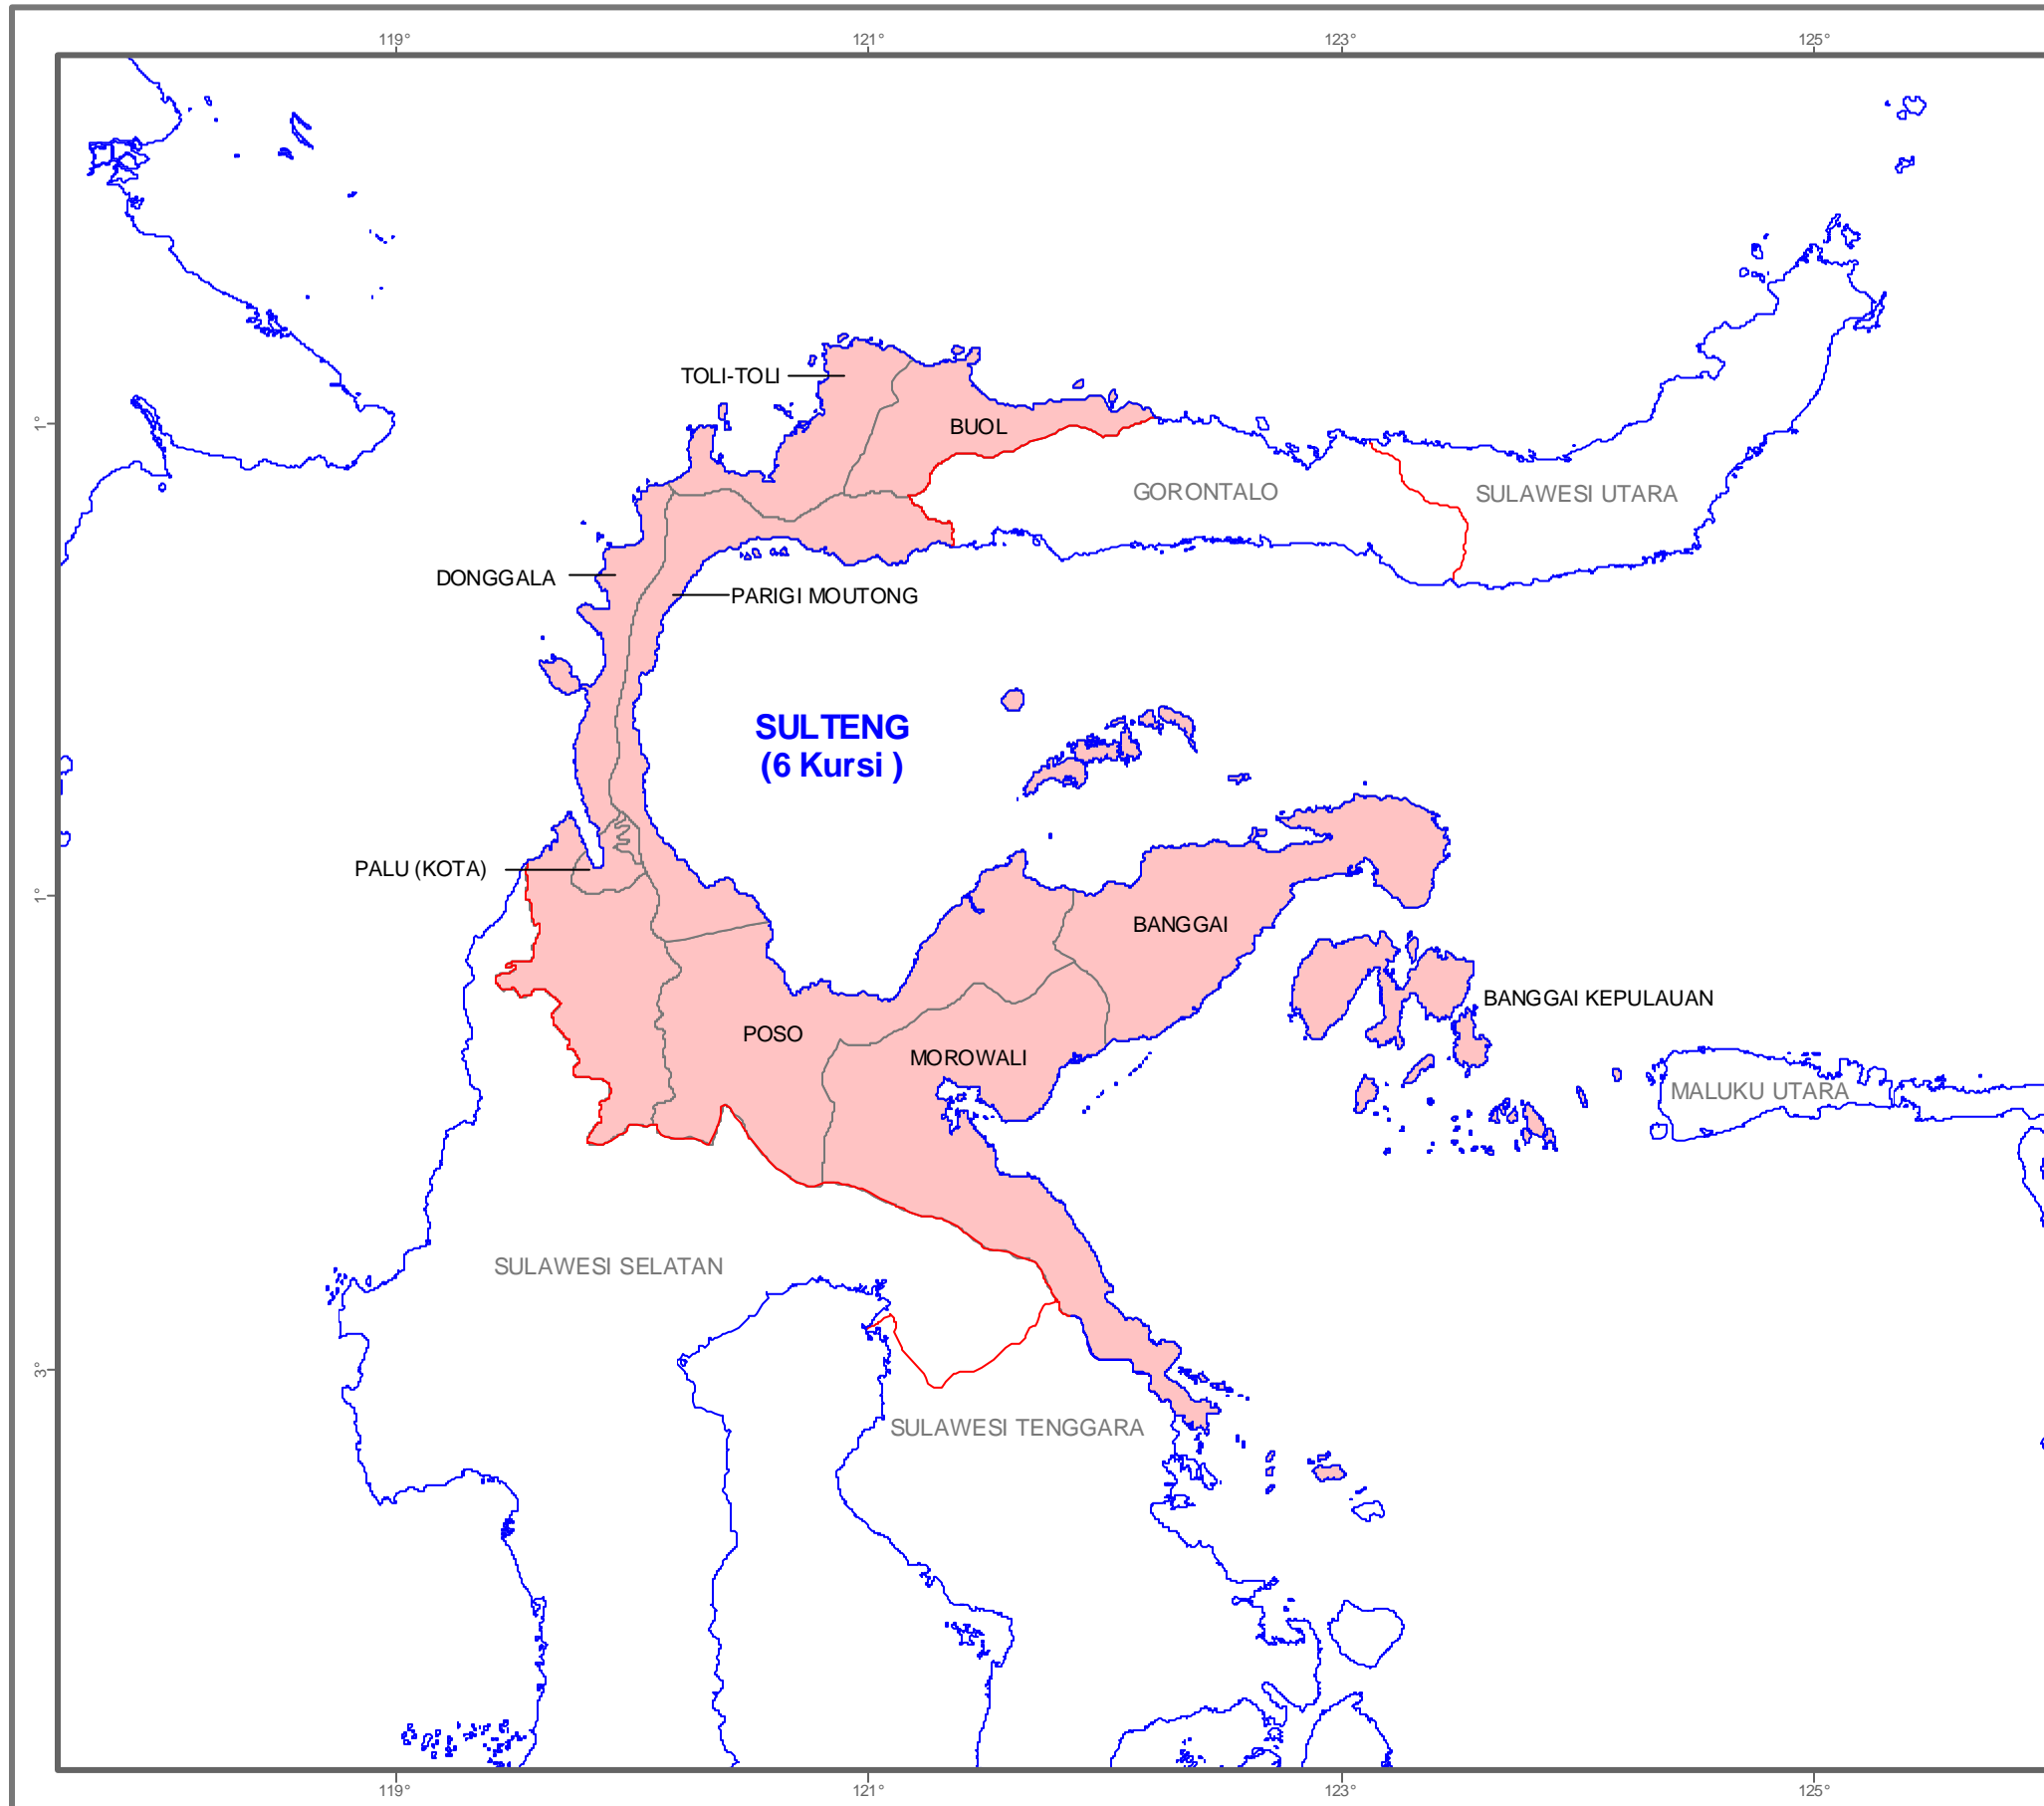 119°
121°
123°
125°
TOLI-TOLI
1°
BUOL
GORONTALO
SULAWESI UTARA
DONGGALA
PARIGI MOUTONG
SULTENG
(6 Kursi )
PALU (KOTA)
1°
BANGGAI
BANGGAI KEPULAUAN
POSO
MOROWALI
MALUKU UTARA
SULAWESI SELATAN
3°
SULAWESI TENGGARA
119°
121°
123°
125°